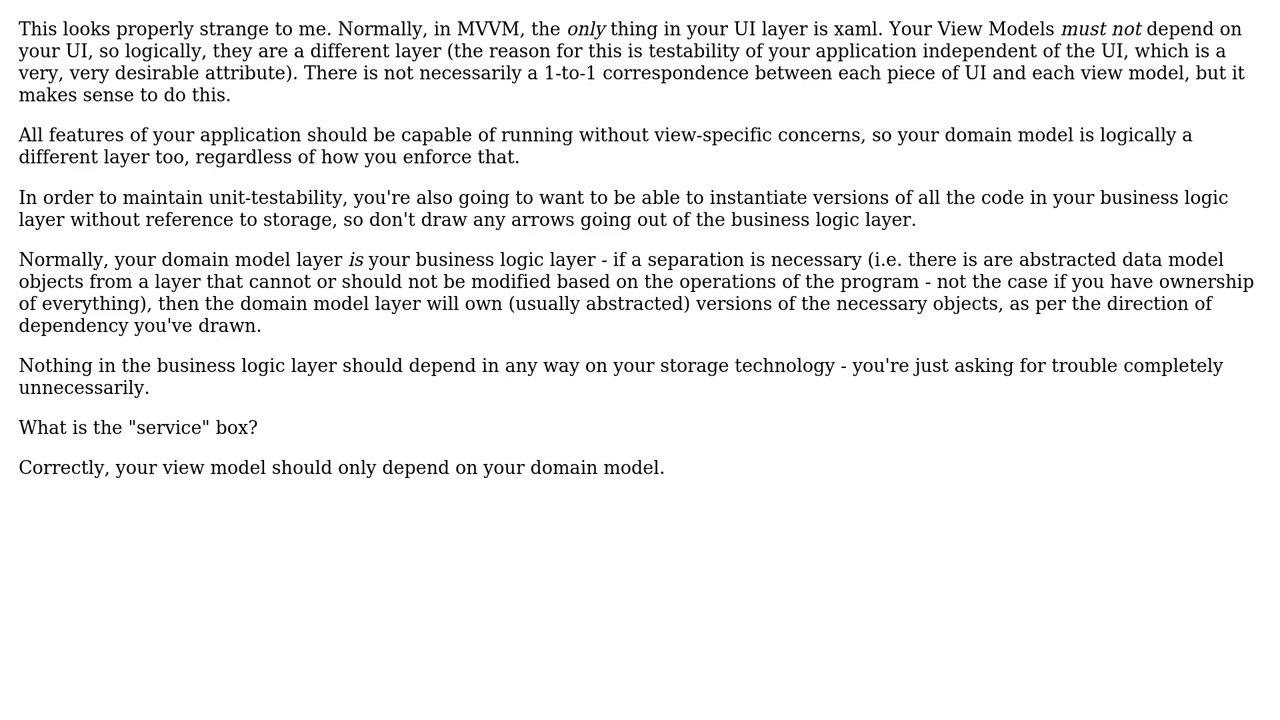 This looks properly strange to me. Normally, in MVVM, the only thing in your UI layer is xaml. Your View Models must not depend on
your UI, so logically, they are a different layer (the reason for this is testability of your application independent of the UI, which is a
very, very desirable attribute). There is not necessarily a 1-to-1 correspondence between each piece of UI and each view model, but it
makes sense to do this.
All features of your application should be capable of running without view-specific concerns, so your domain model is logically a
different layer too, regardless of how you enforce that.
In order to maintain unit-testability, you're also going to want to be able to instantiate versions of all the code in your business logic
layer without reference to storage, so don't draw any arrows going out of the business logic layer.
Normally, your domain model layer is your business logic layer - if a separation is necessary (i.e. there is are abstracted data model
objects from a layer that cannot or should not be modified based on the operations of the program - not the case if you have ownership
of everything), then the domain model layer will own (usually abstracted) versions of the necessary objects, as per the direction of
dependency you've drawn.
Nothing in the business logic layer should depend in any way on your storage technology - you're just asking for trouble completely
unnecessarily.
What is the "service" box?
Correctly, your view model should only depend on your domain model.